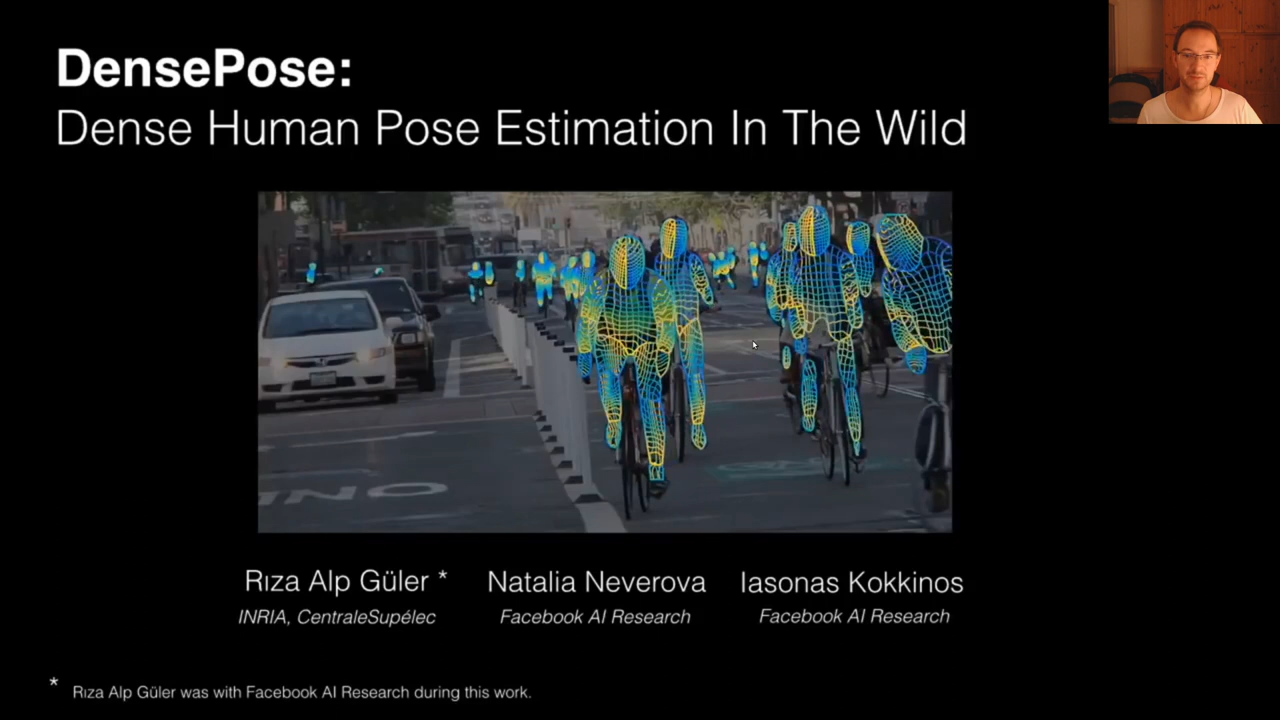 DensePose:
Dense Human Pose Estimation In The Wild
Rıza Alp Güler *
Natalia Neverova
Iasonas Kokkinos
INRIA, CentraleSupélec
Facebook AI Research
Facebook AI Research
* Rıza Alp Güler was with Facebook AI Research during this work.